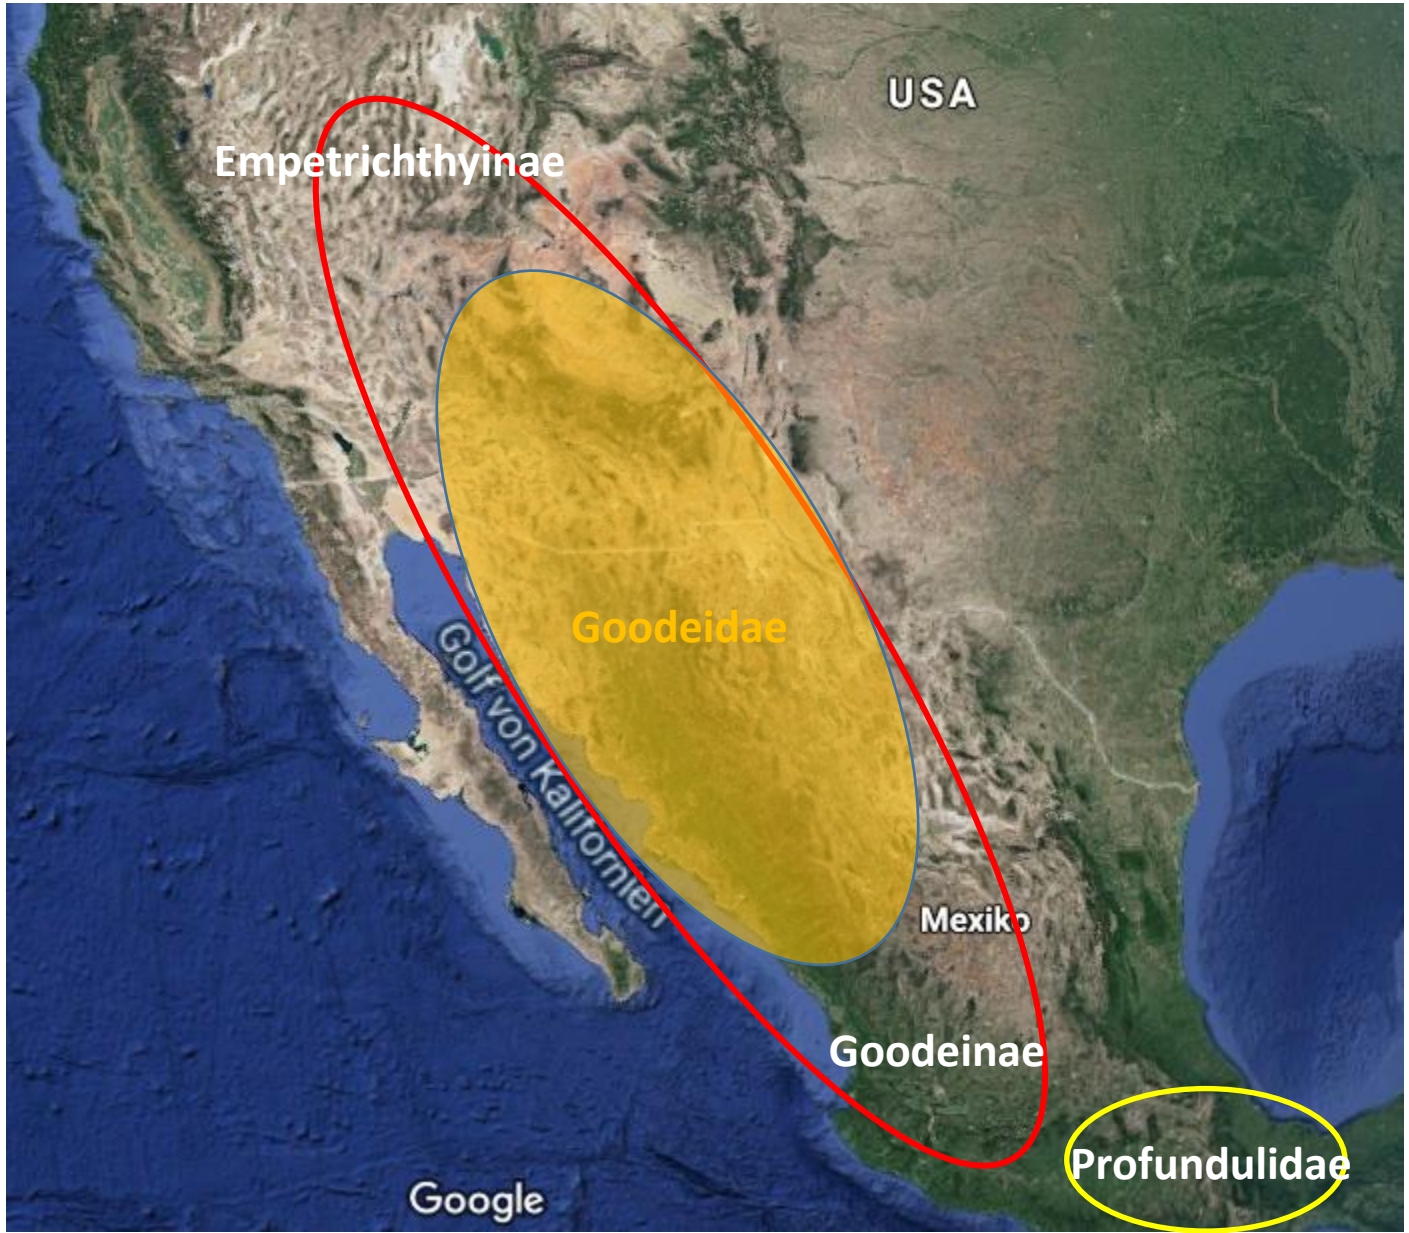 USA
Empetrichthyinae
Goodeidae
Golf von Kalifornien
Mexiko
Goodeinae
Profundulidae
Google